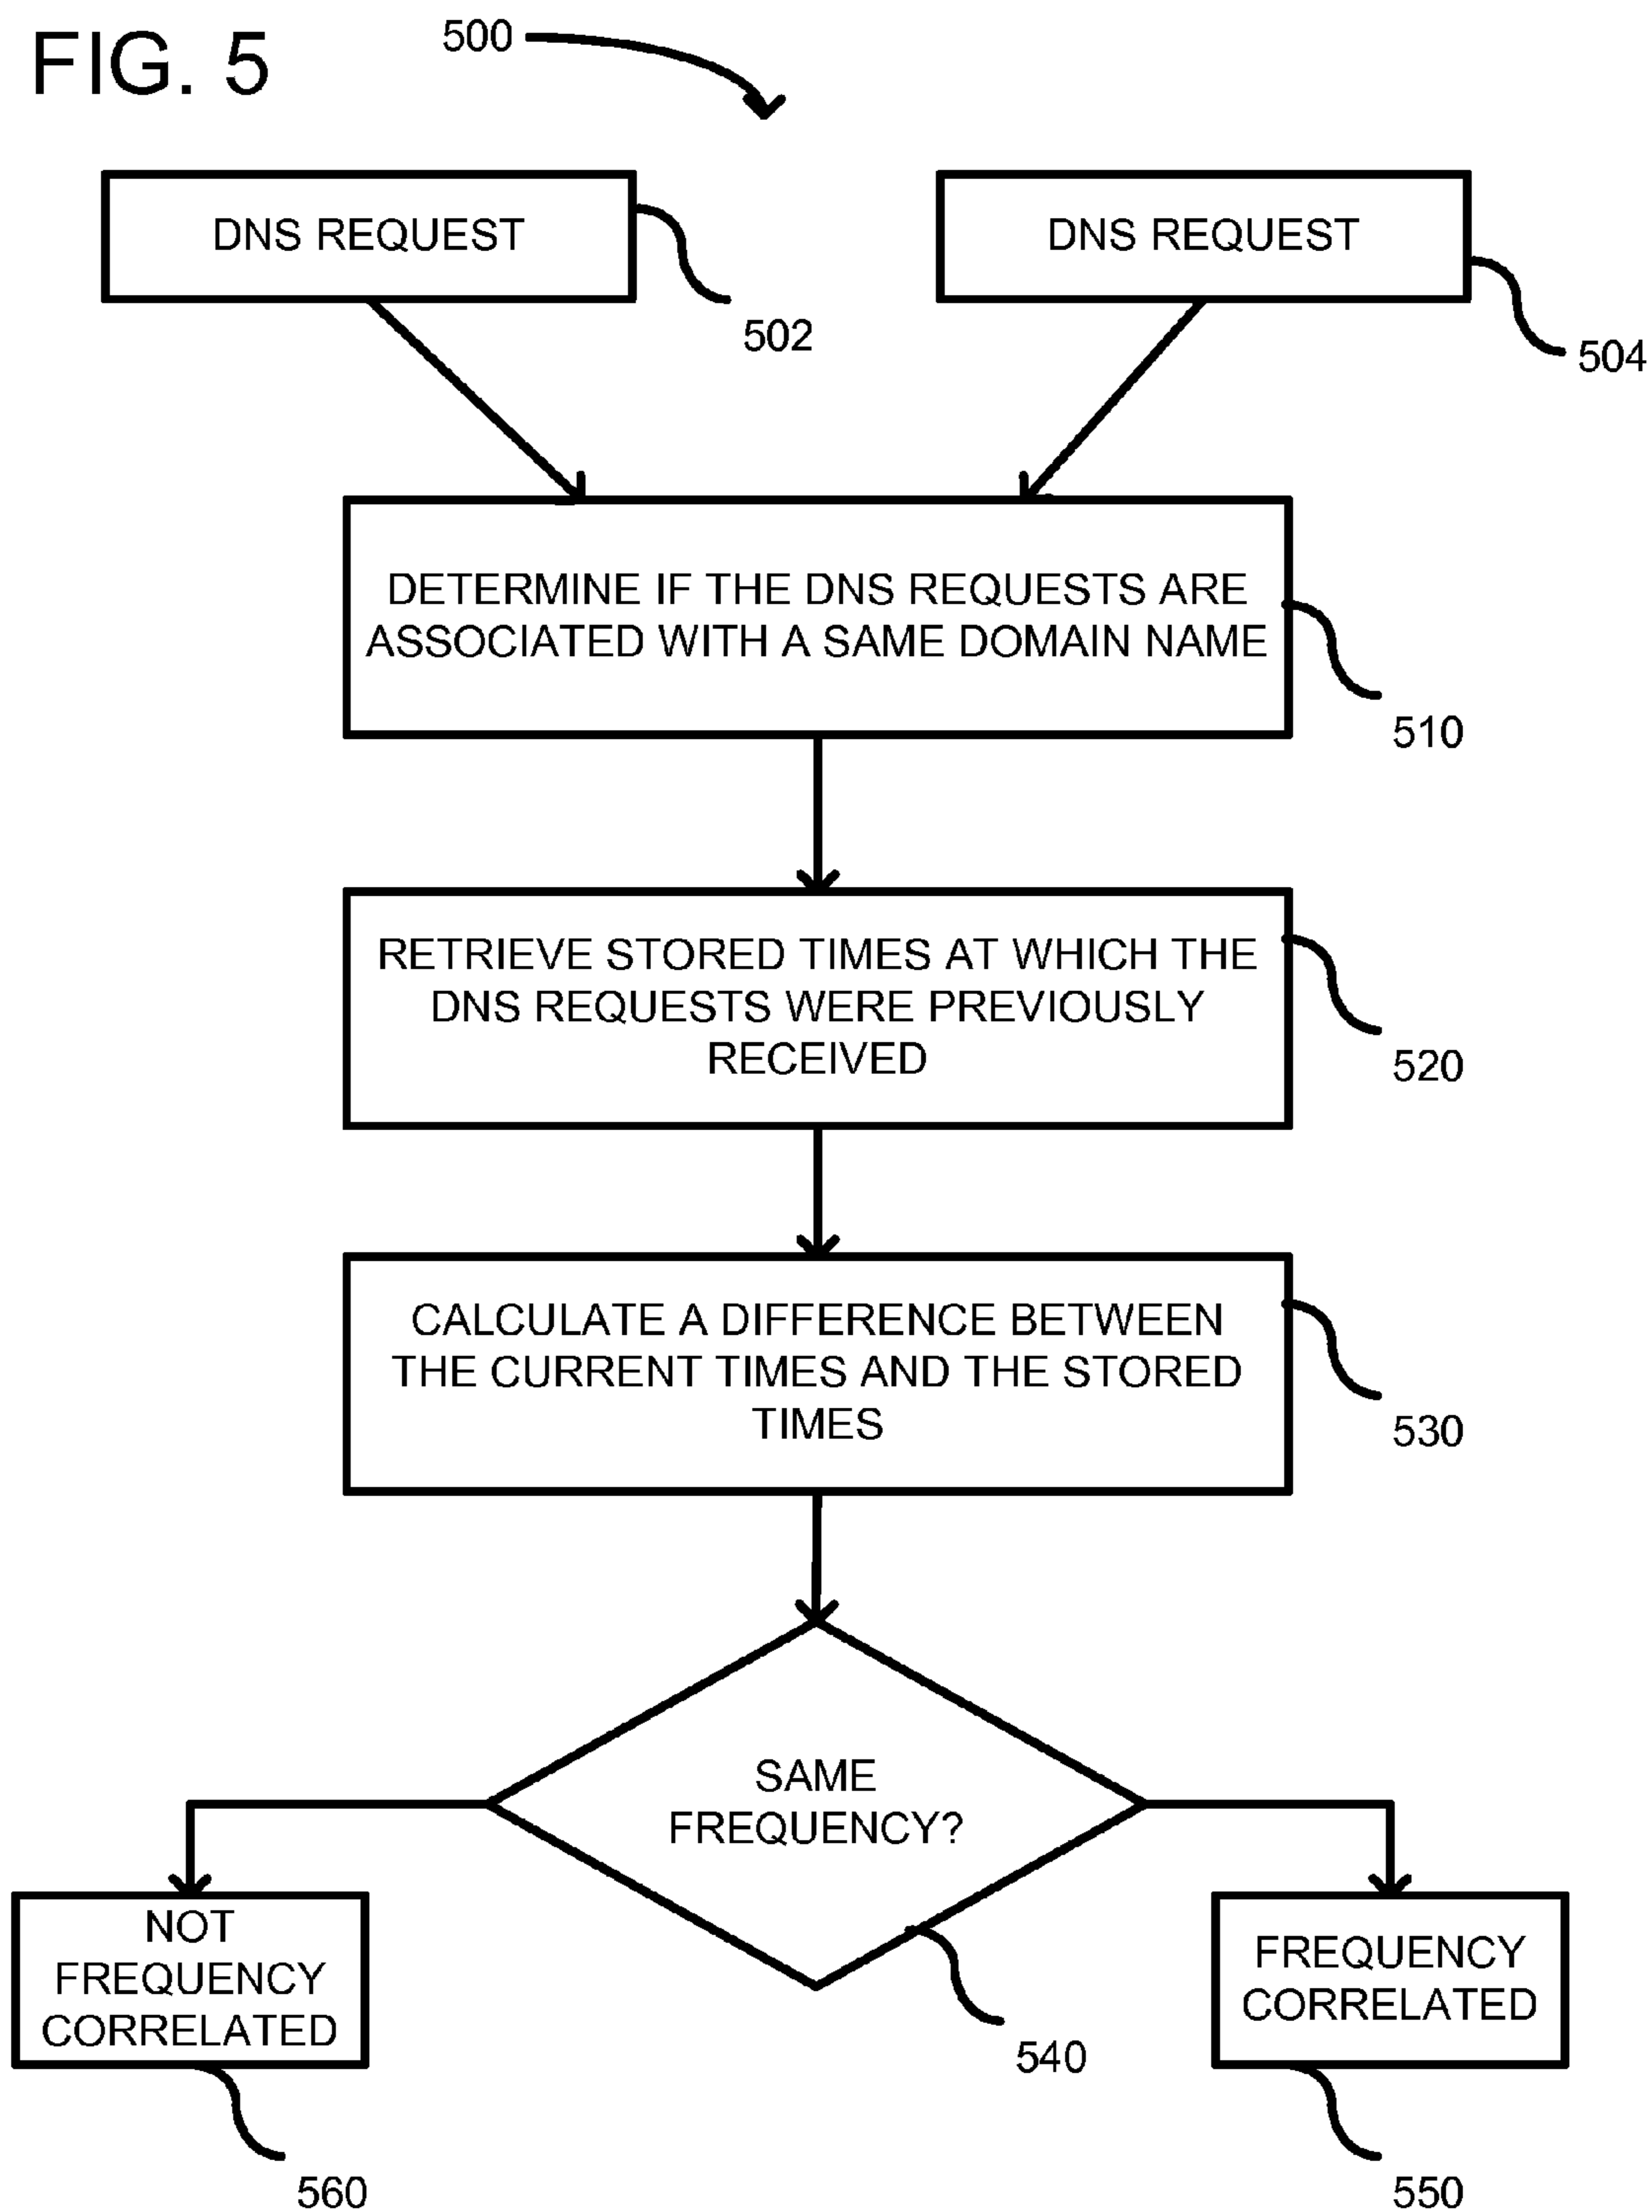 FIG. 5
500
DNS REQUEST
502
DNS REQUEST
504
DETERMINE IF THE DNS REQUESTS ARE
ASSOCIATED WITH A SAME DOMAIN NAME
510
RETRIEVE STORED TIMES AT WHICH THE
DNS REQUESTS WERE PREVIOUSLY
RECEIVED
520
CALCULATE A DIFFERENCE BETWEEN
THE CURRENT TIMES AND THE STORED
TIMES
530
SAME
FREQUENCY?
540
NOT
FREQUENCY
CORRELATED
560
FREQUENCY
CORRELATED
550